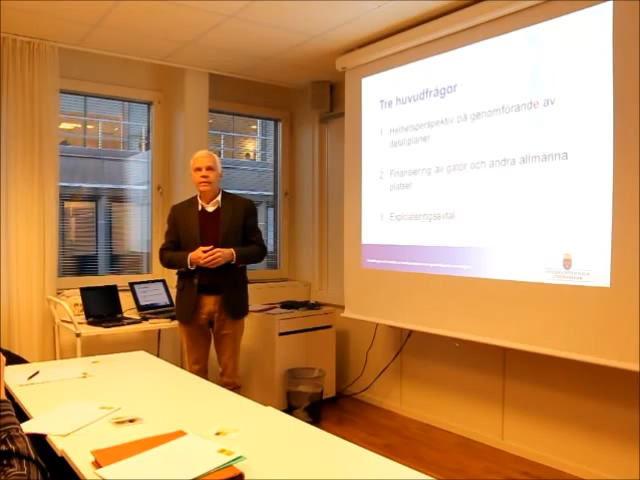 Tre huvudfrågor
1. Helhetsperspektiv på genomförande av
detaljplaner
2. Finansiering av gator och andra allmänna
platser
3. Exploateringsavtal